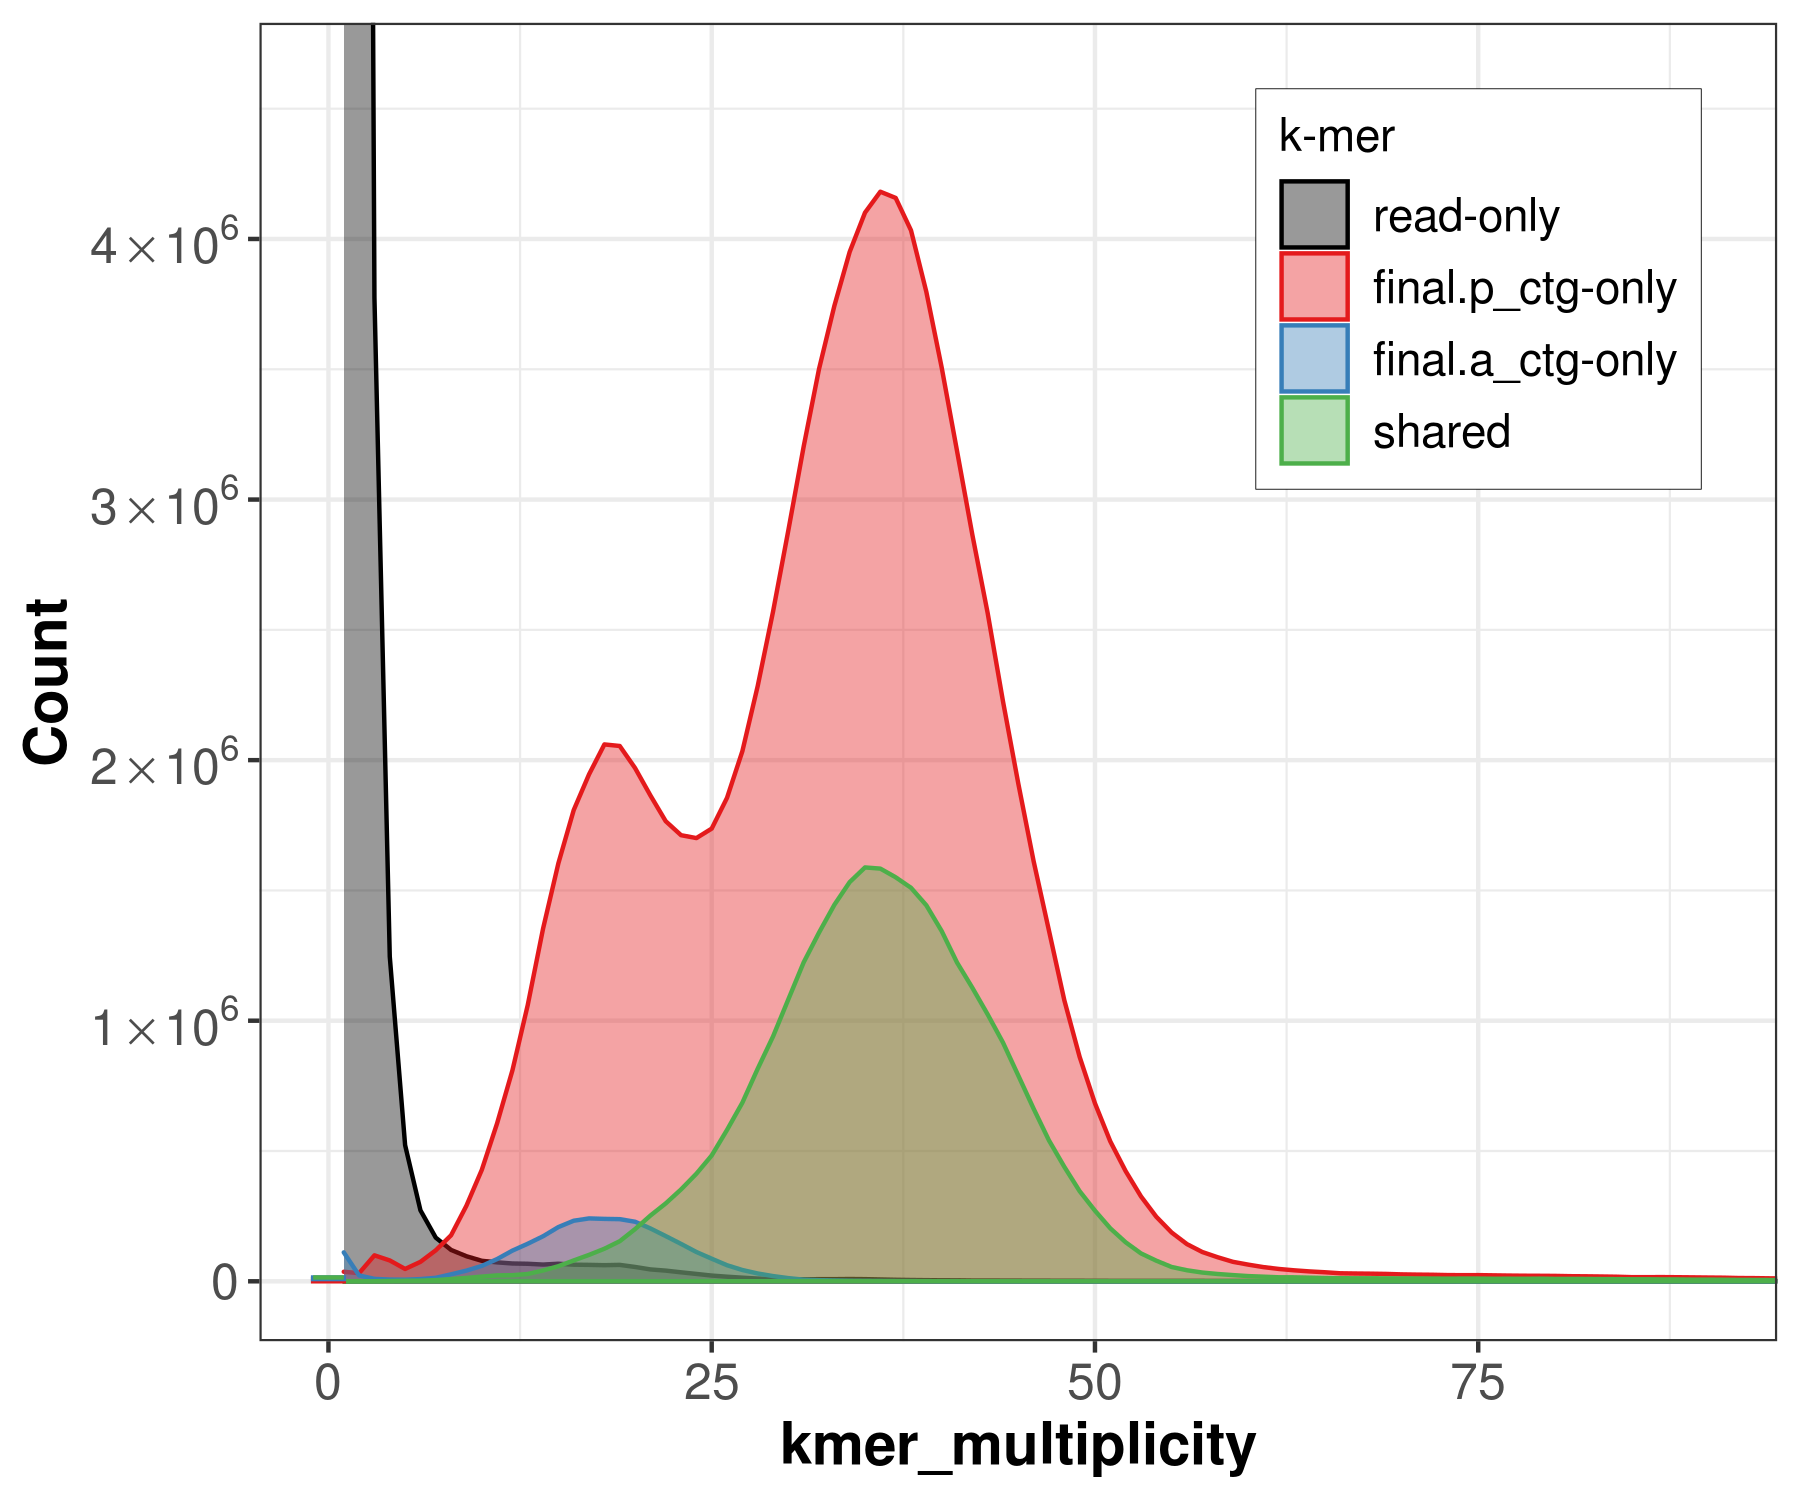 k-mer
read-only
final.p_ctg-only
final.a_ctg-only
shared
Count
4×10⁶
3×10⁶
2×10⁶
1×10⁶
0
0 25 50 75
kmer_multiplicity